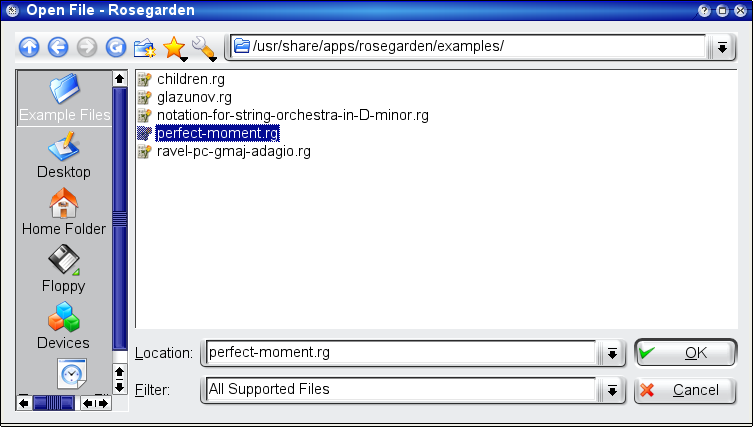 Open File - Rosegarden
/usr/share/apps/rosegarden/examples/
Example Files
Desktop
Home Folder
Floppy
Devices
children.rg
glazunov.rg
notation-for-string-orchestra-in-D-minor.rg
perfect-moment.rg
ravel-pc-gmaj-adagio.rg
Location: perfect-moment.rg
OK
Filter: All Supported Files
Cancel